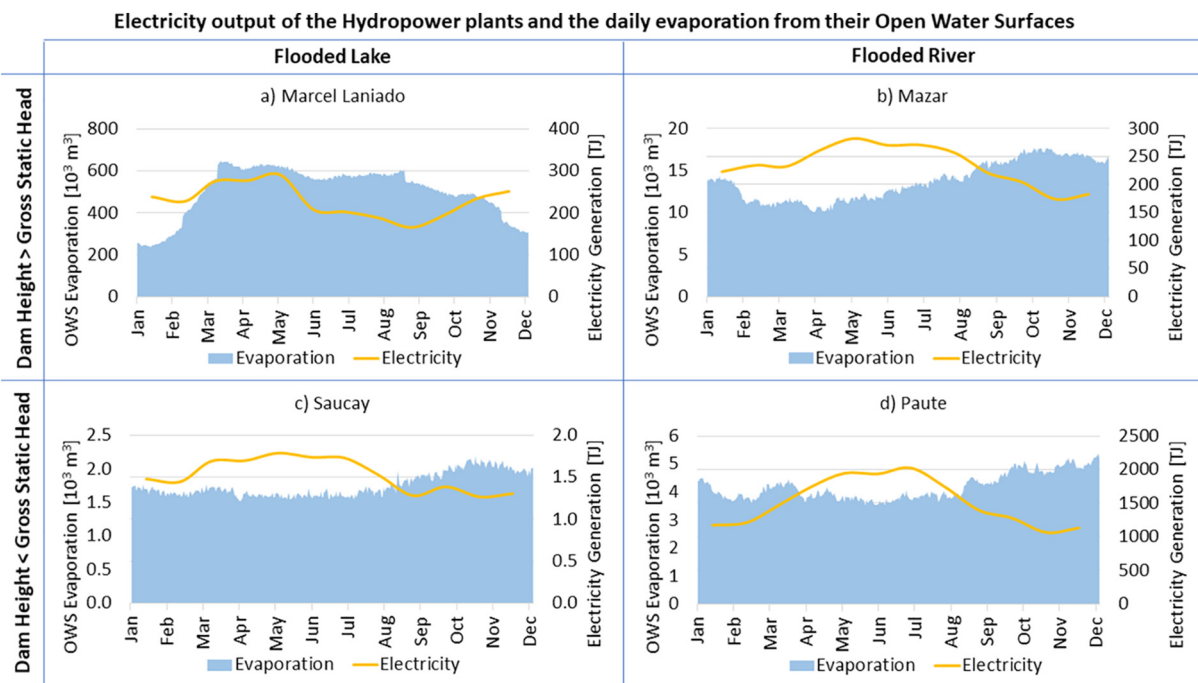 Electricity output of the Hydropower plants and the daily evaporation from their Open Water Surfaces
Flooded Lake
Flooded River
Dam Height > Gross Static Head
a) Marcel Laniado
OWS Evaporation [10³ m³]
800
600
400
200
0
400
300
200
100
0
Electricity Generation [TJ]
Jan Feb Mar Apr May Jun Jul Aug Sep Oct Nov Dec
Evaporation Electricity
b) Mazar
OWS Evaporation [10³ m³]
20
15
10
5
0
300
250
200
150
100
50
0
Electricity Generation [TJ]
Jan Feb Mar Apr May Jun Jul Aug Sep Oct Nov Dec
Evaporation Electricity
Dam Height < Gross Static Head
c) Saucay
OWS Evaporation [10³ m³]
2.5
2.0
1.5
1.0
0.5
0.0
2.0
1.5
1.0
0.5
0.0
Electricity Generation [TJ]
Jan Feb Mar Apr May Jun Jul Aug Sep Oct Nov Dec
Evaporation Electricity
d) Paute
OWS Evaporation [10³ m³]
6
5
4
3
2
1
0
2500
2000
1500
1000
500
0
Electricity Generation [TJ]
Jan Feb Mar Apr May Jun Jul Aug Sep Oct Nov Dec
Evaporation Electricity